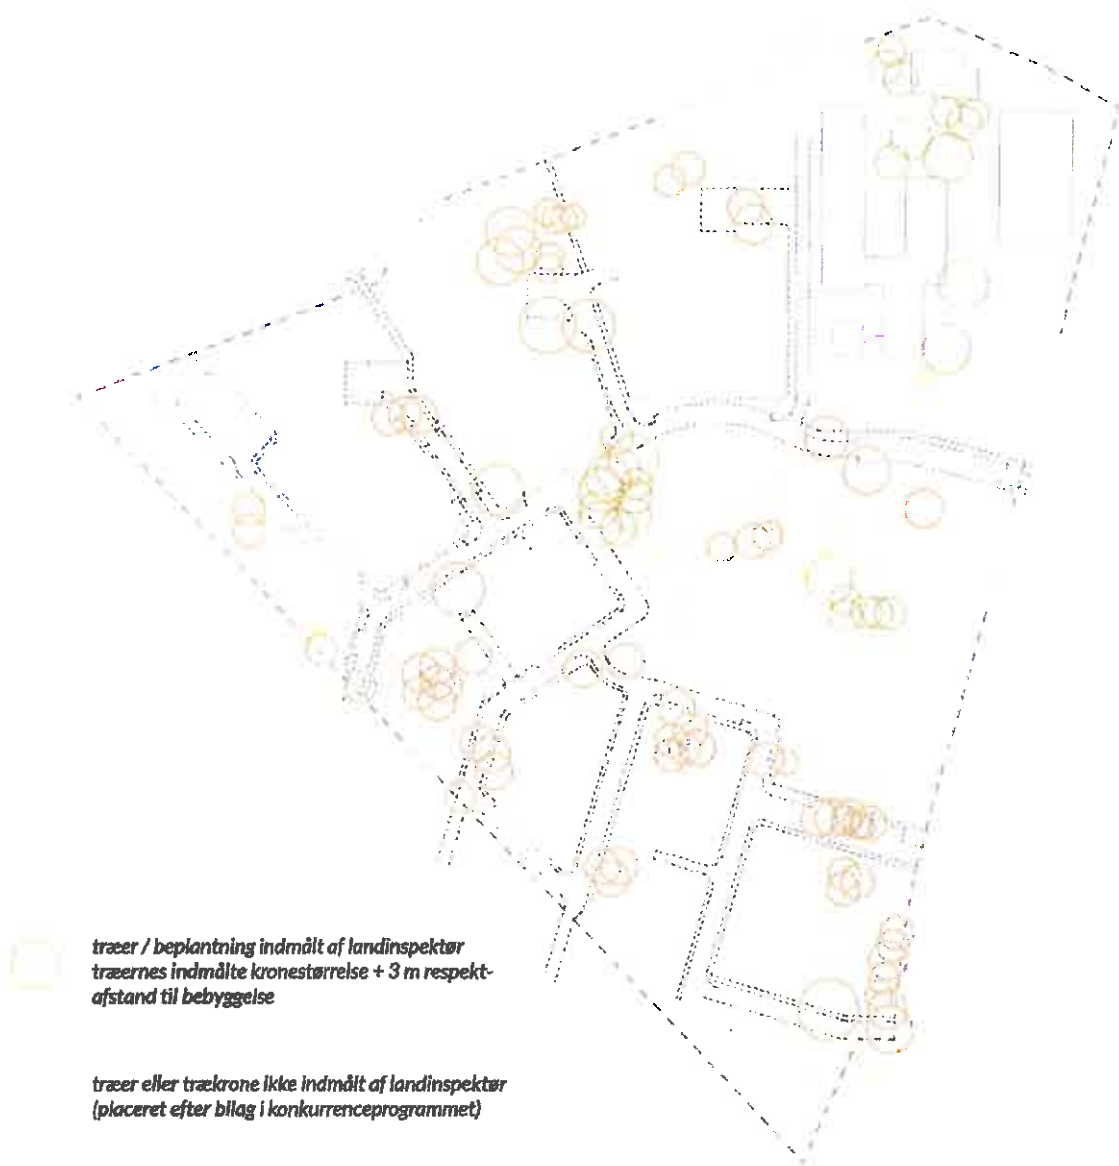 træer / beplantning indmålt af landinspektør
træernes indmålte kronestørrelse + 3 m respekt-
afstand til bebyggelse
træer eller trækrone ikke indmålt af landinspektør
(placeret efter bilag i konkurrenceprogrammet)